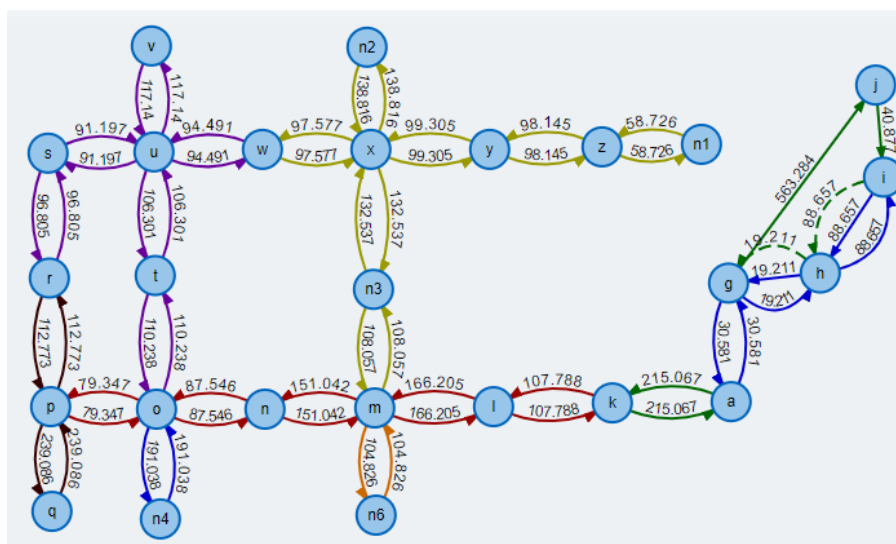 v
n2
j
117.14
117.14
138.816
138.816
40.877
91.197
94.491
97.577
99.305
98.145
58.726
s
u
w
x
y
z
n1
91.197
94.491
97.577
99.305
98.145
58.726
i
563.284
88.657
88.657
88.657
96.805
96.805
106.301
106.301
132.537
132.537
19.211
r
t
n3
g
19.211
h
19.211
112.773
112.773
110.238
110.238
108.057
108.057
30.581
30.581
79.347
87.546
151.042
166.205
107.788
215.067
p
o
n
m
l
k
a
79.347
87.546
151.042
166.205
107.788
215.067
239.086
239.086
191.038
191.038
104.826
104.826
q
n4
n6